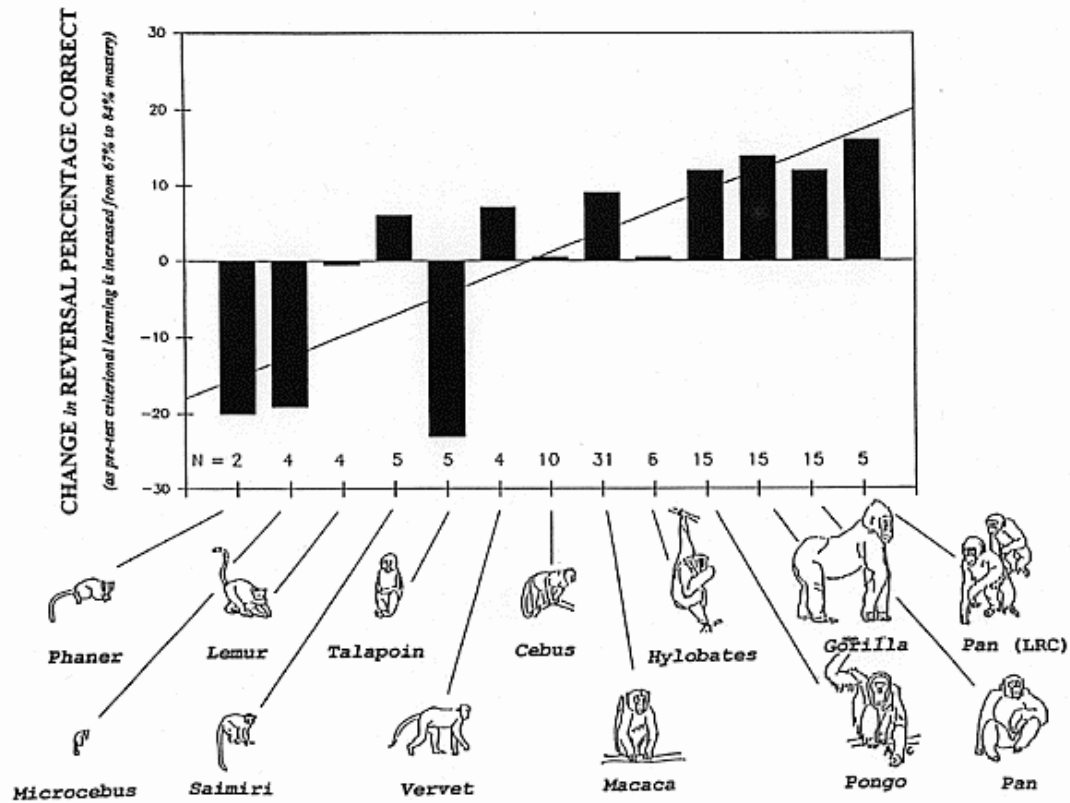 CHANGE in REVERSAL PERCENTAGE CORRECT
(as pre-test criterional learning is increased from 67% to 84% mastery)
30
20
10
0
-10
-20
-30
N = 2 4 4 5 5 4 10 31 6 15 15 15 5
Phaner Lemur Talapoin Cebus Hylobates Gorilla Pan (LRC)
Microcebus Saimiri Vervet Macaca Pongo Pan